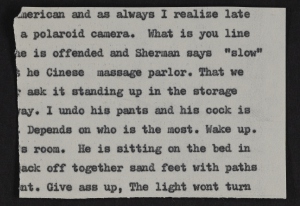 merican and as always I realize late
a polaroid camera. What is you line
he is offended and Sherman says "slow"
t he Cinese massage parlor. That we
r ask it standing up in the storage
way. I undo his pants and his cock is
Depends on who is the most. Wake up.
s room. He is sitting on the bed in
ack off together sand feet with paths
nt. Give ass up, The light wont turn